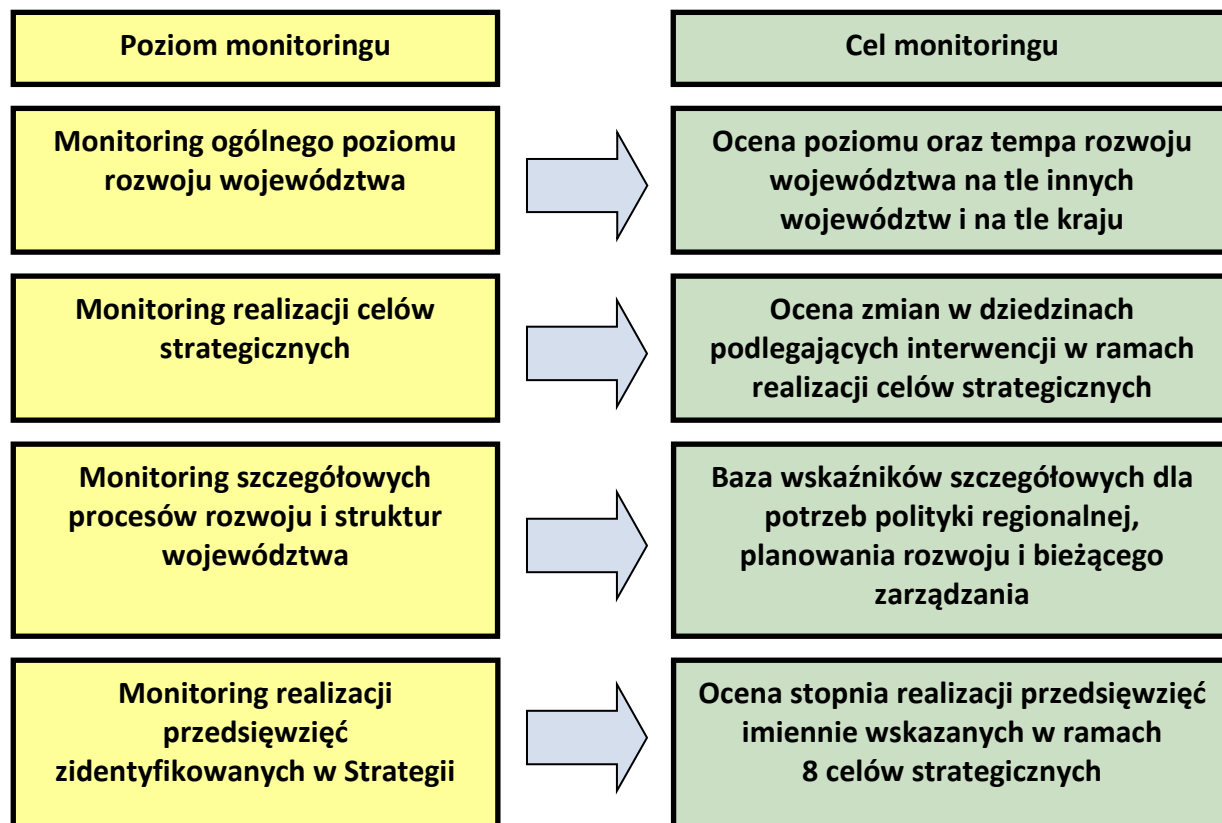 Poziom monitoringu
Cel monitoringu
Monitoring ogólnego poziomu
rozwoju województwa
Ocena poziomu oraz tempa rozwoju
województwa na tle innych
województw i na tle kraju
Monitoring realizacji celów
strategicznych
Ocena zmian w dziedzinach
podlegających interwencji w ramach
realizacji celów strategicznych
Monitoring szczegółowych
procesów rozwoju i struktur
województwa
Baza wskaźników szczegółowych dla
potrzeb polityki regionalnej,
planowania rozwoju i bieżącego
zarządzania
Monitoring realizacji
przedsięwzięć
zidentyfikowanych w Strategii
Ocena stopnia realizacji przedsięwzięć
imiennie wskazanych w ramach
8 celów strategicznych